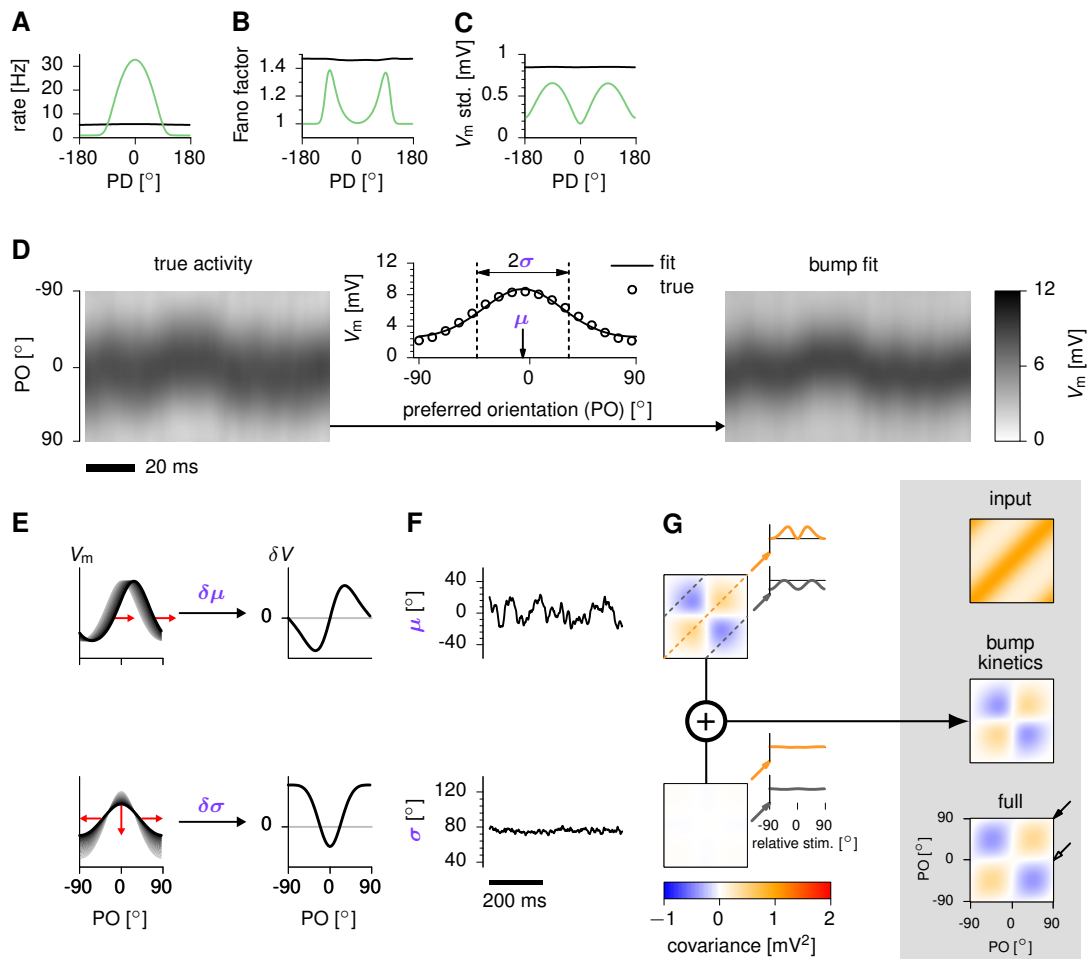 A
rate [Hz]
30
20
10
0
-180 0 180
PD [°]
B
Fano factor
1.4
1.2
1
-180 0 180
PD [°]
C
Vm std. [mV]
1
0.5
0
-180 0 180
PD [°]
D
true activity
PO [°]
-90
0
90
20 ms
Vm [mV]
12
8
4
0
2σ
μ
fit
true
-90 0 90
preferred orientation (PO) [°]
bump fit
12
6
0
Vm [mV]
E
Vm
δμ
δV
0
δσ
0
-90 0 90
PO [°]
-90 0 90
PO [°]
F
μ [°]
40
0
-40
σ [°]
120
80
40
200 ms
G
+
-90 0 90
relative stim. [°]
−1 0 1 2
covariance [mV2]
input
bump
kinetics
full
PO [°]
90
0
-90
-90 0 90
PO [°]